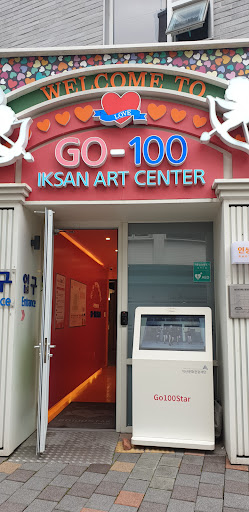 WELCOME TO
LOVE
GO-100
IKSAN ART CENTER
입구
Entrance
Go100Star